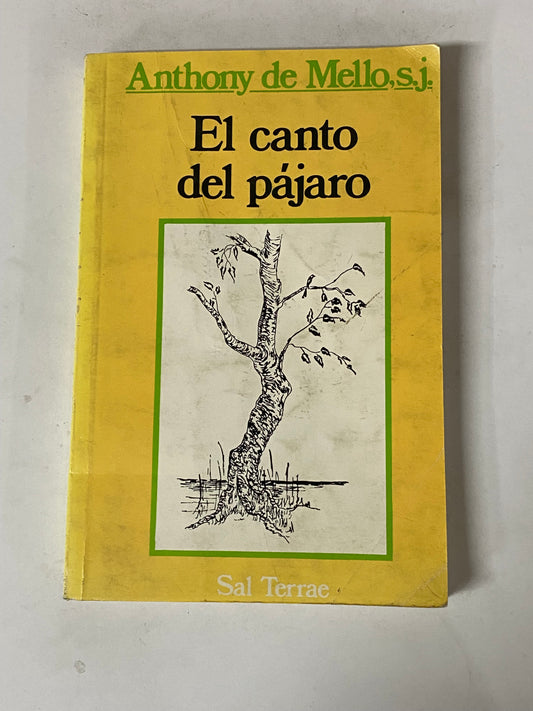 Anthony de Mello, s.j.
El canto
del pájaro
Sal Terrae